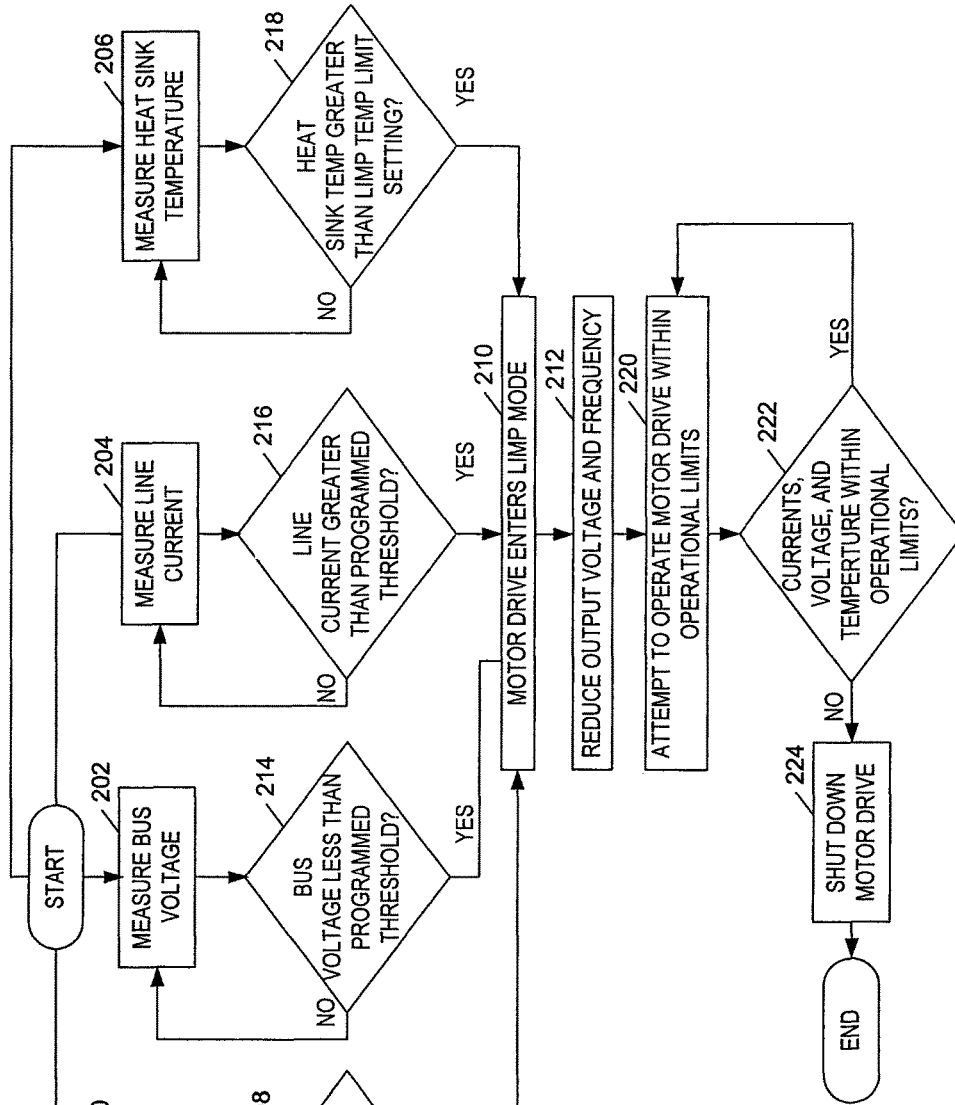 START
202
MEASURE BUS
VOLTAGE
204
MEASURE LINE
CURRENT
206
MEASURE HEAT SINK
TEMPERATURE
214
BUS
VOLTAGE LESS THAN
PROGRAMMED
THRESHOLD?
NO
YES
216
LINE
CURRENT GREATER
THAN PROGRAMMED
THRESHOLD?
NO
YES
218
HEAT
SINK TEMP GREATER
THAN LIMP TEMP LIMIT
SETTING?
NO
YES
8
210
MOTOR DRIVE ENTERS LIMP MODE
212
REDUCE OUTPUT VOLTAGE AND FREQUENCY
220
ATTEMPT TO OPERATE MOTOR DRIVE WITHIN
OPERATIONAL LIMITS
222
CURRENTS,
VOLTAGE, AND
TEMPERTURE WITHIN
OPERATIONAL
LIMITS?
YES
NO
224
SHUT DOWN
MOTOR DRIVE
END